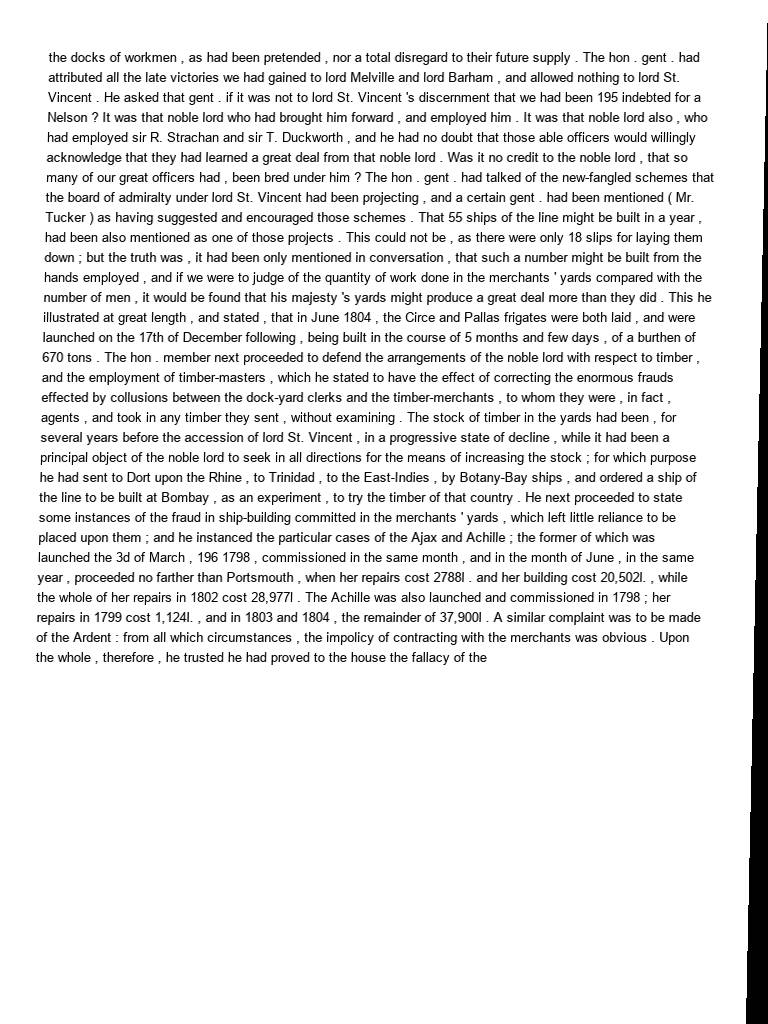 the docks of workmen , as had been pretended , nor a total disregard to their future supply . The hon . gent . had
attributed all the late victories we had gained to lord Melville and lord Barham , and allowed nothing to lord St.
Vincent . He asked that gent . if it was not to lord St. Vincent 's discernment that we had been 195 indebted for a
Nelson ? It was that noble lord who had brought him forward , and employed him . It was that noble lord also , who
had employed sir R. Strachan and sir T. Duckworth , and he had no doubt that those able officers would willingly
acknowledge that they had learned a great deal from that noble lord . Was it no credit to the noble lord , that so
many of our great officers had , been bred under him ? The hon . gent . had talked of the new-fangled schemes that
the board of admiralty under lord St. Vincent had been projecting , and a certain gent . had been mentioned ( Mr.
Tucker ) as having suggested and encouraged those schemes . That 55 ships of the line might be built in a year ,
had been also mentioned as one of those projects . This could not be , as there were only 18 slips for laying them
down ; but the truth was , it had been only mentioned in conversation , that such a number might be built from the
hands employed , and if we were to judge of the quantity of work done in the merchants ' yards compared with the
number of men , it would be found that his majesty 's yards might produce a great deal more than they did . This he
illustrated at great length , and stated , that in June 1804 , the Circe and Pallas frigates were both laid , and were
launched on the 17th of December following , being built in the course of 5 months and few days , of a burthen of
670 tons . The hon . member next proceeded to defend the arrangements of the noble lord with respect to timber ,
and the employment of timber-masters , which he stated to have the effect of correcting the enormous frauds
effected by collusions between the dock-yard clerks and the timber-merchants , to whom they were , in fact ,
agents , and took in any timber they sent , without examining . The stock of timber in the yards had been , for
several years before the accession of lord St. Vincent , in a progressive state of decline , while it had been a
principal object of the noble lord to seek in all directions for the means of increasing the stock ; for which purpose
he had sent to Dort upon the Rhine , to Trinidad , to the East-Indies , by Botany-Bay ships , and ordered a ship of
the line to be built at Bombay , as an experiment , to try the timber of that country . He next proceeded to state
some instances of the fraud in ship-building committed in the merchants ' yards , which left little reliance to be
placed upon them ; and he instanced the particular cases of the Ajax and Achille ; the former of which was
launched the 3d of March , 196 1798 , commissioned in the same month , and in the month of June , in the same
year , proceeded no farther than Portsmouth , when her repairs cost 2788l . and her building cost 20,502l. , while
the whole of her repairs in 1802 cost 28,977l . The Achille was also launched and commissioned in 1798 ; her
repairs in 1799 cost 1,124l. , and in 1803 and 1804 , the remainder of 37,900l . A similar complaint was to be made
of the Ardent : from all which circumstances , the impolicy of contracting with the merchants was obvious . Upon
the whole , therefore , he trusted he had proved to the house the fallacy of the